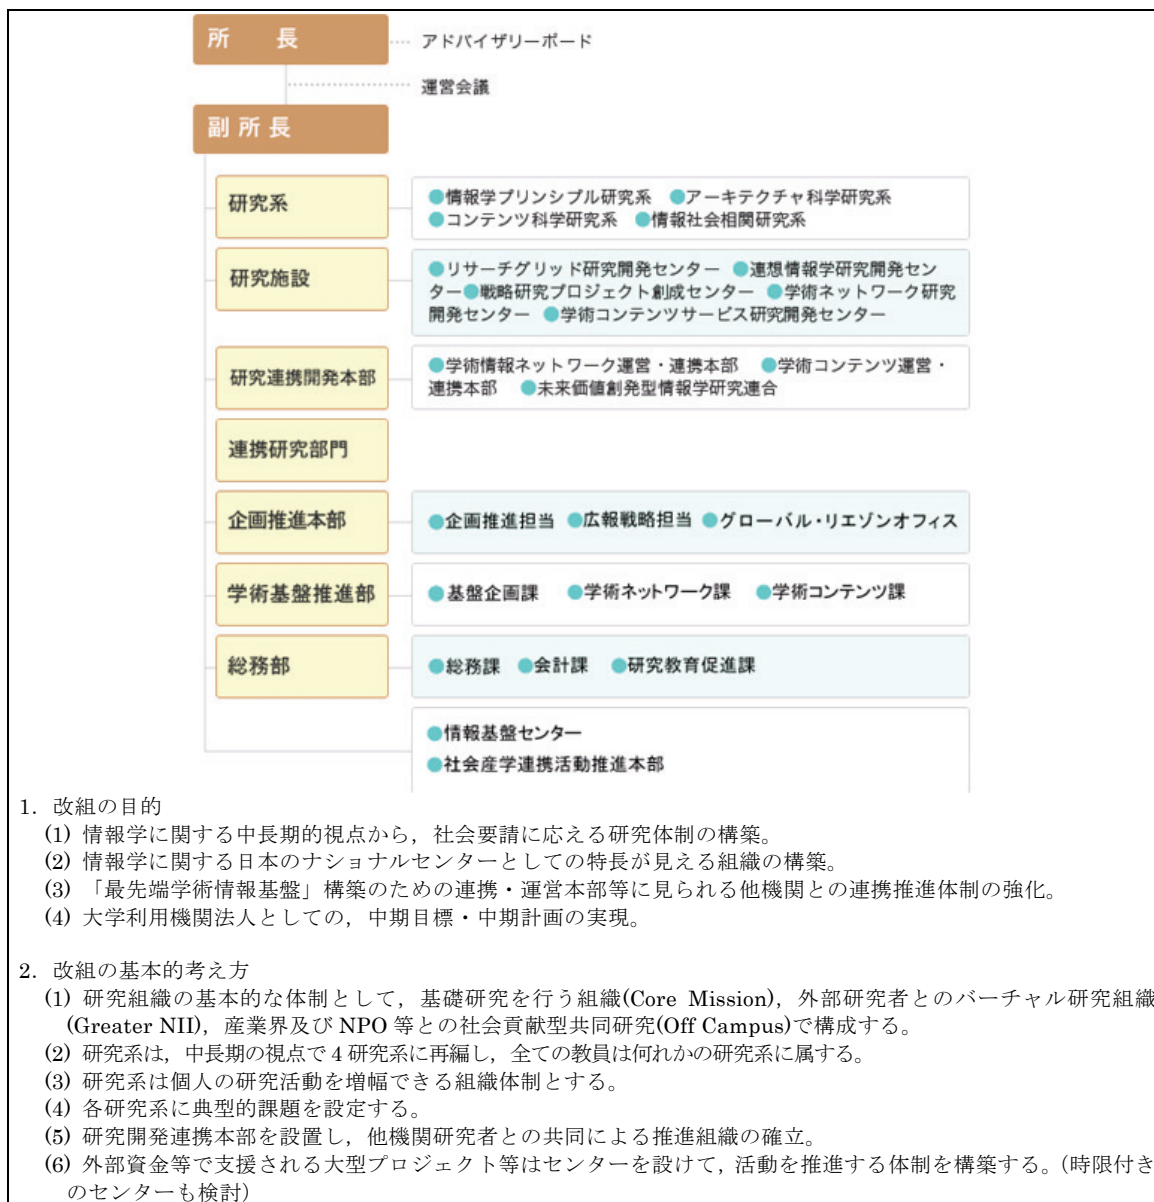 所　長
アドバイザリーボード
運営会議
副所長
研究系
●情報学プリンシプル研究系　●アーキテクチャ科学研究系
●コンテンツ科学研究系　●情報社会相関研究系
研究施設
●リサーチグリッド研究開発センター　●連想情報学研究開発セン
ター●戦略研究プロジェクト創成センター　●学術ネットワーク研究
開発センター　●学術コンテンツサービス研究開発センター
研究連携開発本部
●学術情報ネットワーク運営・連携本部　●学術コンテンツ運営・
連携本部　●未来価値創発型情報学研究連合
連携研究部門
企画推進本部
●企画推進担当　●広報戦略担当　●グローバル・リエゾンオフィス
学術基盤推進部
●基盤企画課　●学術ネットワーク課　●学術コンテンツ課
総務部
●総務課　●会計課　●研究教育促進課
●情報基盤センター
●社会産学連携活動推進本部
1. 改組の目的
(1) 情報学に関する中長期的視点から，社会要請に応える研究体制の構築。
(2) 情報学に関する日本のナショナルセンターとしての特長が見える組織の構築。
(3) 「最先端学術情報基盤」構築のための連携・運営本部等に見られる他機関との連携推進体制の強化。
(4) 大学利用機関法人としての，中期目標・中期計画の実現。
2. 改組の基本的考え方
(1) 研究組織の基本的な体制として，基礎研究を行う組織(Core Mission)，外部研究者とのバーチャル研究組織
(Greater NII)，産業界及び NPO 等との社会貢献型共同研究(Off Campus)で構成する。
(2) 研究系は，中長期の視点で 4 研究系に再編し，全ての教員は何れかの研究系に属する。
(3) 研究系は個人の研究活動を増幅できる組織体制とする。
(4) 各研究系に典型的課題を設定する。
(5) 研究開発連携本部を設置し，他機関研究者との共同による推進組織の確立。
(6) 外部資金等で支援される大型プロジェクト等はセンターを設けて，活動を推進する体制を構築する。（時限付き
のセンターも検討）